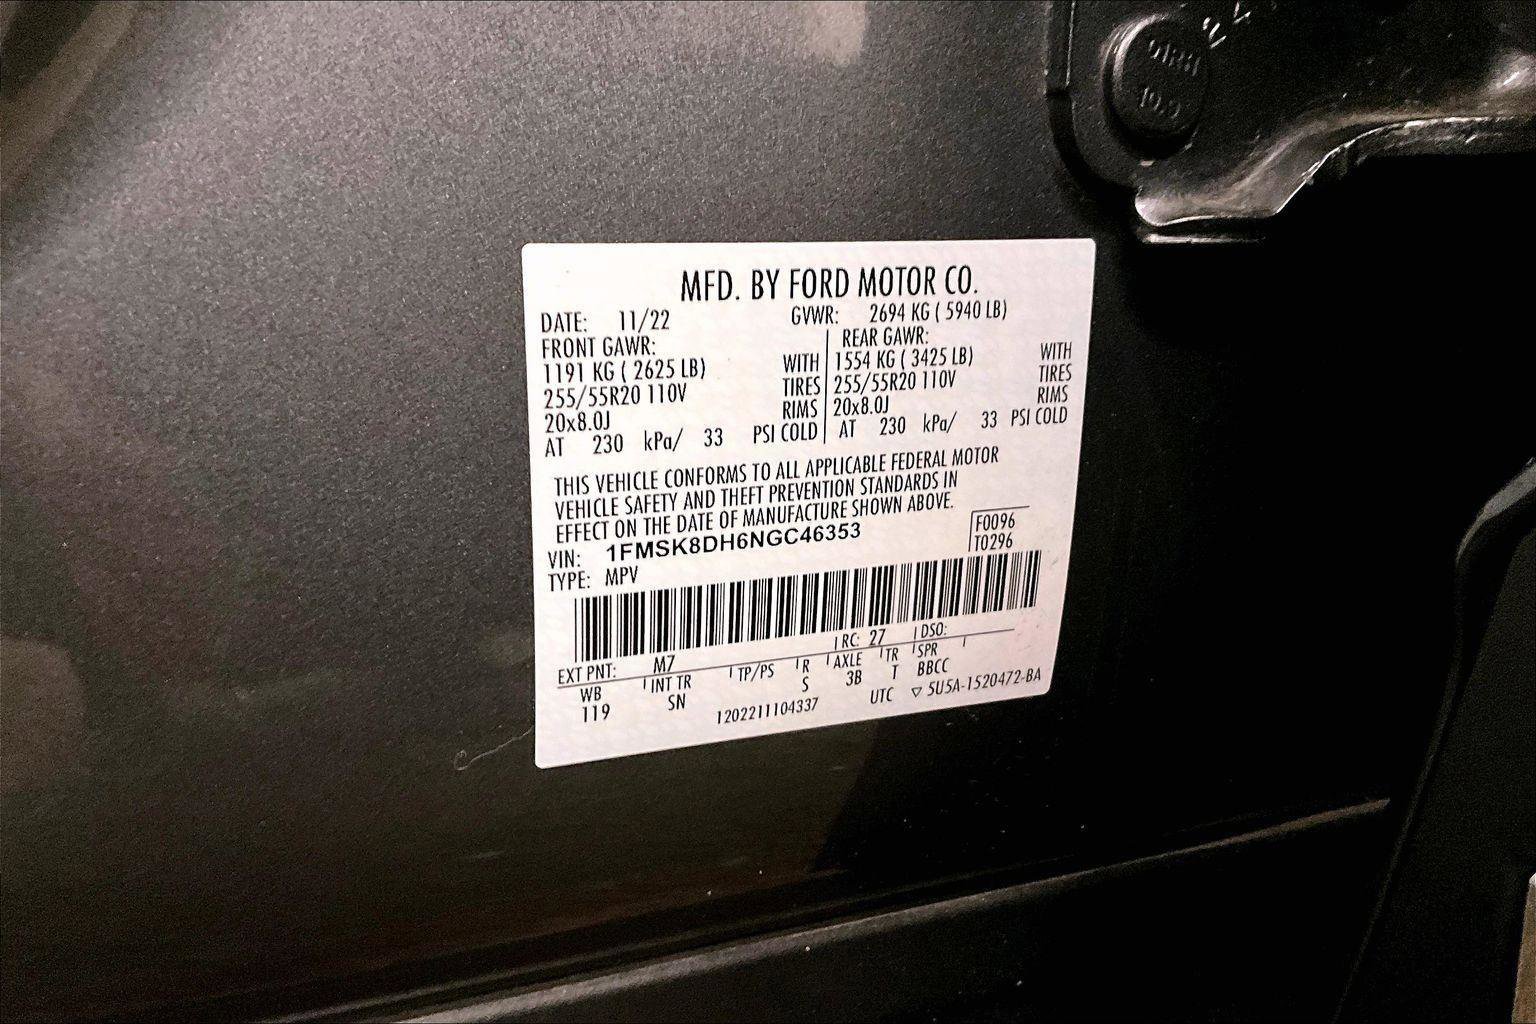 MFD. BY FORD MOTOR CO.
DATE: 11/22 GVWR: 2694 KG ( 5940 LB)
FRONT GAWR: REAR GAWR:
1191 KG ( 2625 LB) WITH 1554 KG ( 3425 LB) WITH
255/55R20 110V TIRES 255/55R20 110V TIRES
20x8.0J RIMS 20x8.0J RIMS
AT 230 kPa/ 33 PSI COLD AT 230 kPa/ 33 PSI COLD
THIS VEHICLE CONFORMS TO ALL APPLICABLE FEDERAL MOTOR
VEHICLE SAFETY AND THEFT PREVENTION STANDARDS IN
EFFECT ON THE DATE OF MANUFACTURE SHOWN ABOVE.
VIN: 1FMSK8DH6NGC46353 F0096
TYPE: MPV T0296
EXT PNT: M7 RC: 27 DSO:
WB INT TR TP/PS R AXLE TR SPR
119 SN S 3B T BBCC
1202211104337 UTC ▽ 5U5A-1520472-BA
10.9